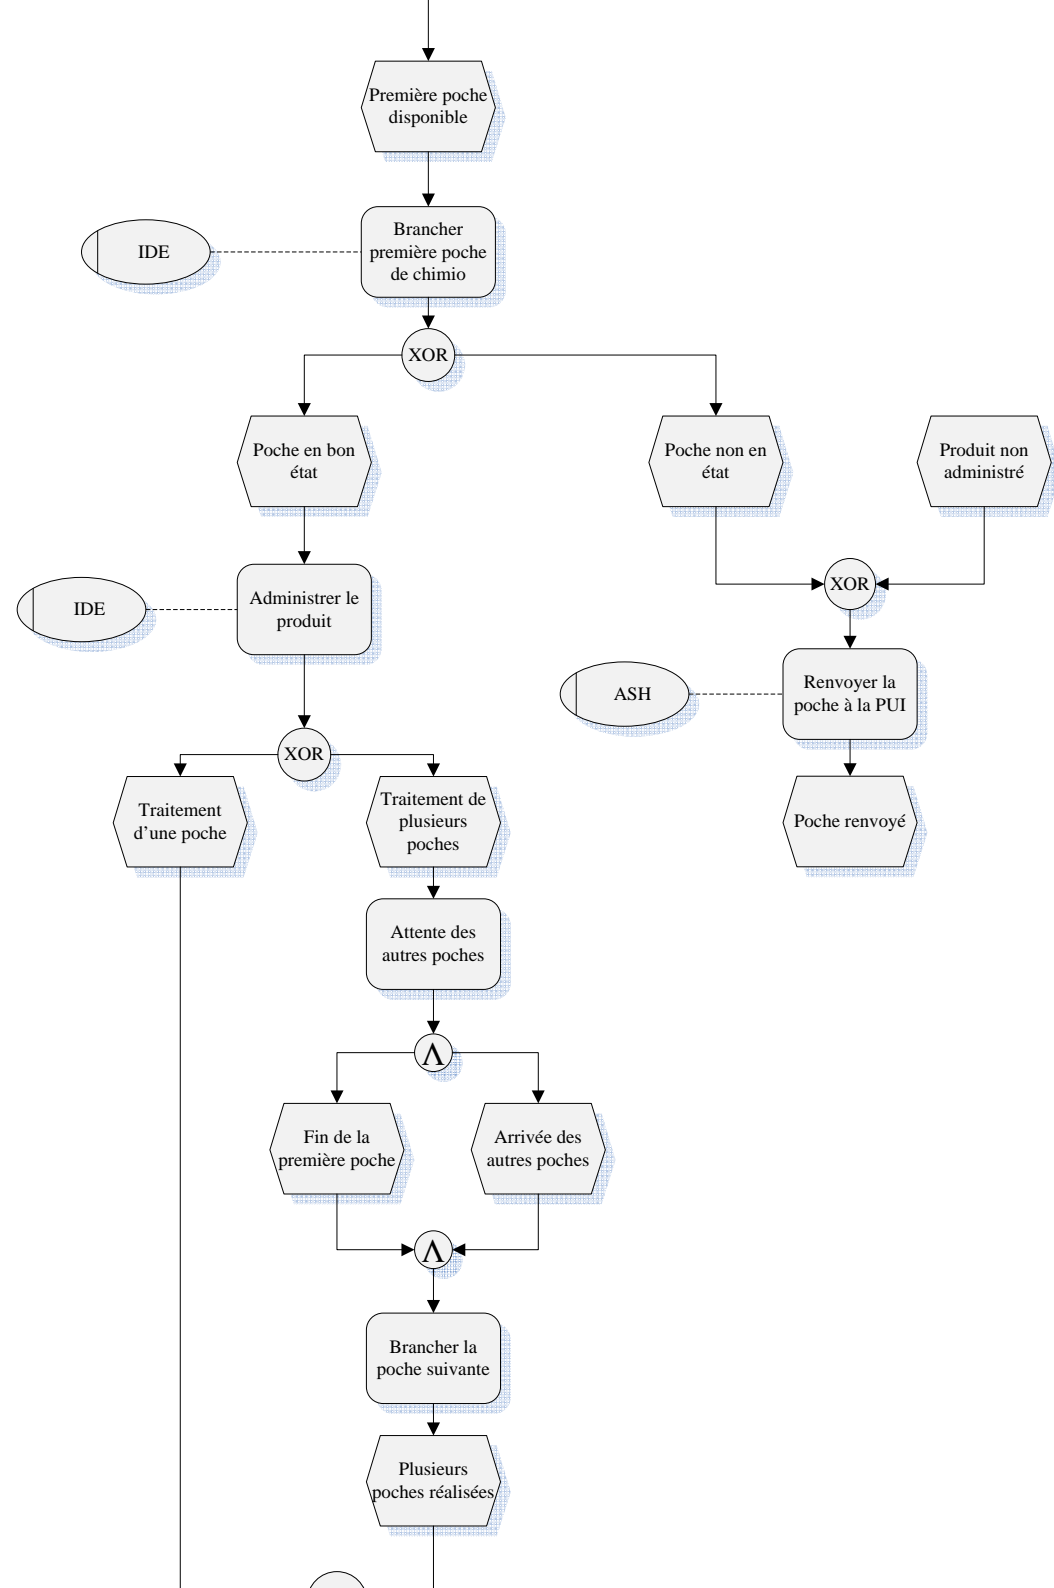 Première poche
disponible
Brancher
première poche
de chimio
IDE
XOR
Poche en bon
état
Poche non en
état
Produit non
administré
XOR
Administrer le
produit
IDE
Renvoyer la
poche à la PUI
ASH
XOR
Traitement
d’une poche
Traitement de
plusieurs
poches
Poche renvoyé
Attente des
autres poches
Λ
Fin de la
première poche
Arrivée des
autres poches
Λ
Brancher la
poche suivante
Plusieurs
poches réalisées